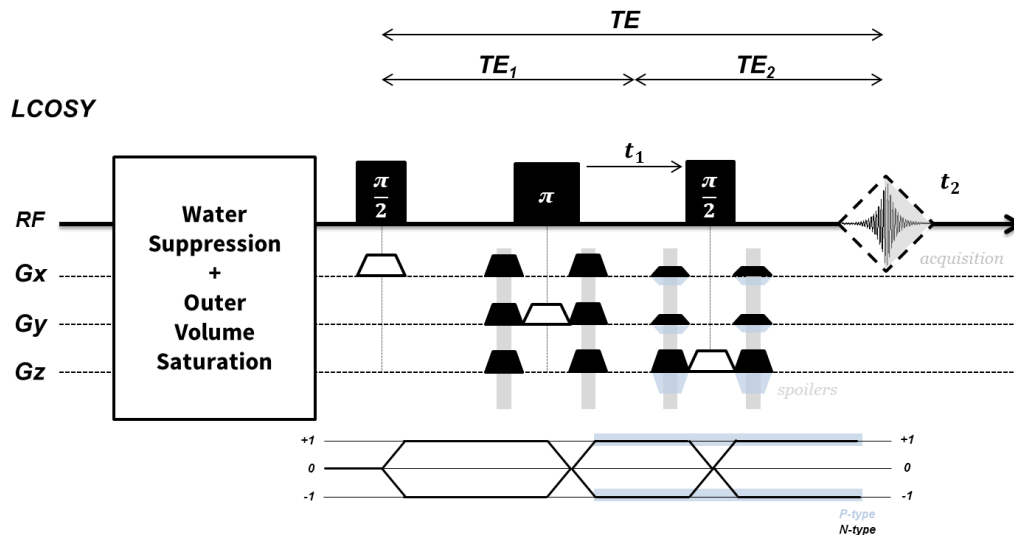 TE
TE1 TE2
LCOSY
t1
t2
π/2 π π/2
RF
Water
Suppression
+
Outer
Volume
Saturation
acquisition
Gx
Gy
Gz
spoilers
+1 +1
0 0
-1 -1
P-type
N-type